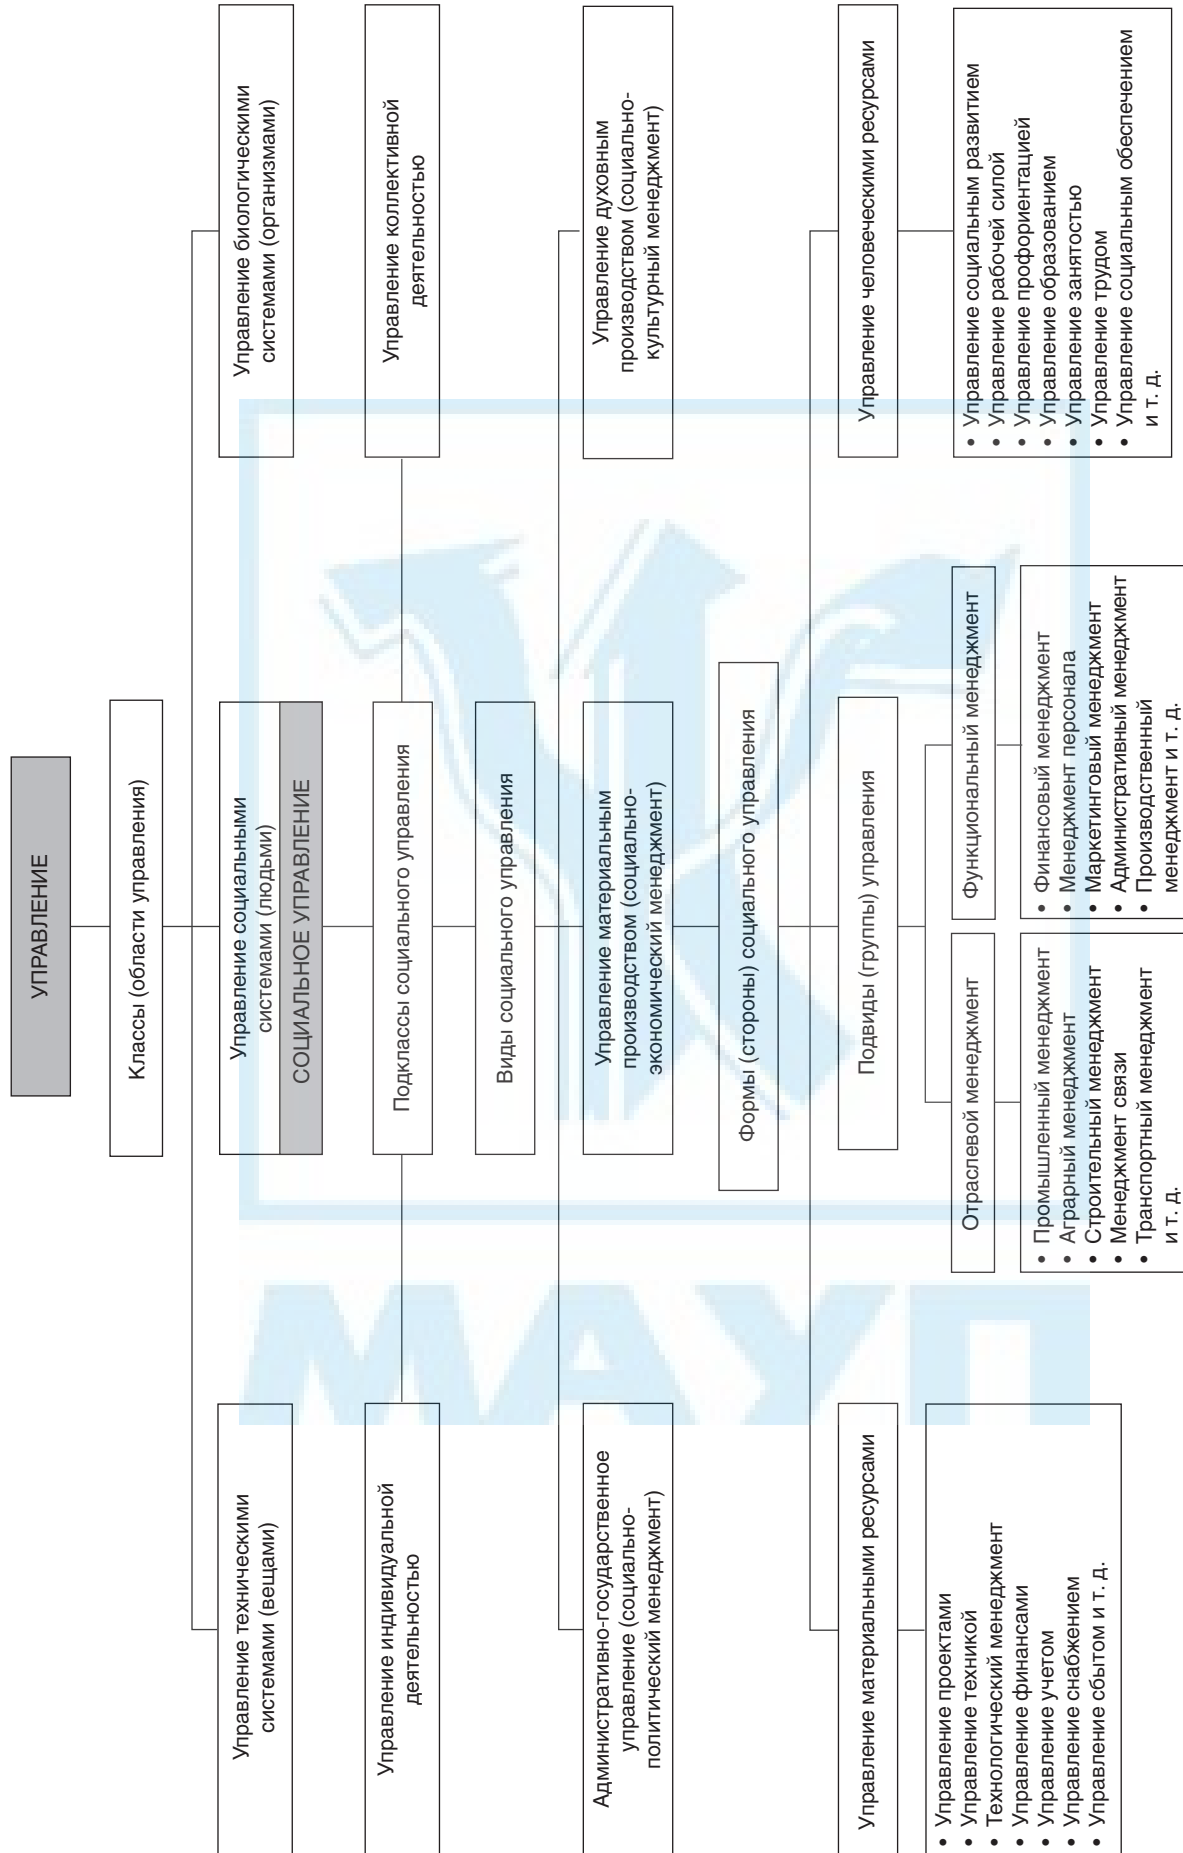 УПРАВЛЕНИЕ
Классы (области управления)
Управление техническими
системами (вещами)
Управление социальными
системами (людьми)
СОЦИАЛЬНОЕ УПРАВЛЕНИЕ
Управление биологическими
системами (организмами)
Управление индивидуальной
деятельностью
Подклассы социального управления
Управление коллективной
деятельностью
Виды социального управления
Административно-государственное
управление (социально-
политический менеджмент)
Управление материальным
производством (социально-
экономический менеджмент)
Управление духовным
производством (социально-
культурный менеджмент)
Формы (стороны) социального управления
Управление материальными ресурсами
Подвиды (группы) управления
Управление человеческими ресурсами
• Управление проектами
• Управление техникой
• Технологический менеджмент
• Управление финансами
• Управление учетом
• Управление снабжением
• Управление сбытом и т. д.
Отраслевой менеджмент
• Промышленный менеджмент
• Аграрный менеджмент
• Строительный менеджмент
• Менеджмент связи
• Транспортный менеджмент
и т. д.
Функциональный менеджмент
• Финансовый менеджмент
• Менеджмент персонала
• Маркетинговый менеджмент
• Административный менеджмент
• Производственный
менеджмент и т. д.
• Управление социальным развитием
• Управление рабочей силой
• Управление профориентацией
• Управление образованием
• Управление занятостью
• Управление трудом
• Управление социальным обеспечением
и т. д.
МАУП